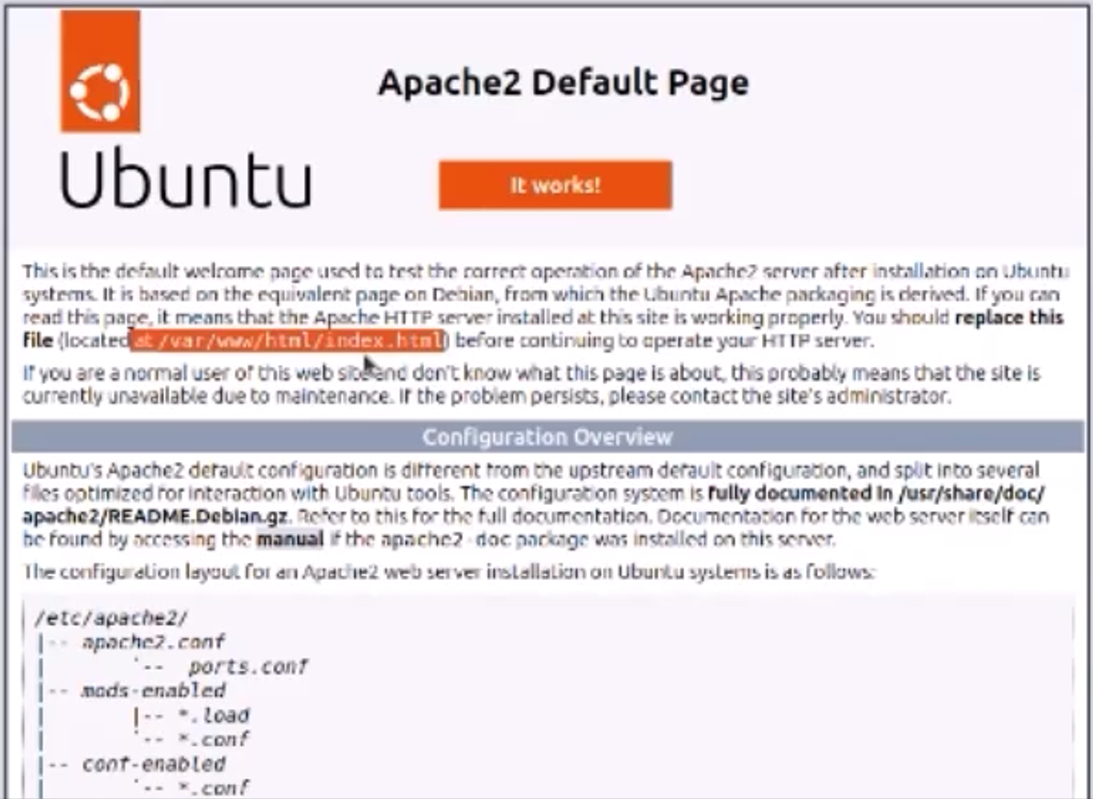 Apache2 Default Page
Ubuntu
It works!
This is the default welcome page used to test the correct operation of the Apache2 server after installation on Ubuntu
systems. It is based on the equivalent page on Debian, from which the Ubuntu Apache packaging is derived. If you can
read this page, it means that the Apache HTTP server installed at this site is working properly. You should replace this
file (located at /var/www/html/index.html) before continuing to operate your HTTP server.
If you are a normal user of this web site and don't know what this page is about, this probably means that the site is
currently unavailable due to maintenance. If the problem persists, please contact the site's administrator.
Configuration Overview
Ubuntu's Apache2 default configuration is different from the upstream default configuration, and split into several
files optimized for interaction with Ubuntu tools. The configuration system is fully documented in /usr/share/doc/
apache2/README.Debian.gz. Refer to this for the full documentation. Documentation for the web server itself can
be found by accessing the manual if the apache2-doc package was installed on this server.
The configuration layout for an Apache2 web server installation on Ubuntu systems is as follows:
/etc/apache2/
|-- apache2.conf
|       `--  ports.conf
|-- mods-enabled
|       |-- *.load
|       `-- *.conf
|-- conf-enabled
|       `-- *.conf